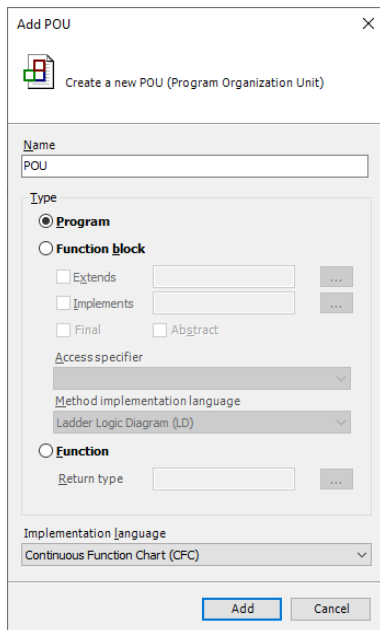 Add POU
Create a new POU (Program Organization Unit)
Name
POU
Type
Program
Function block
Extends
...
Implements
...
Final Abstract
Access specifier
Method implementation language
Ladder Logic Diagram (LD)
Function
Return type
...
Implementation language
Continuous Function Chart (CFC)
Add Cancel